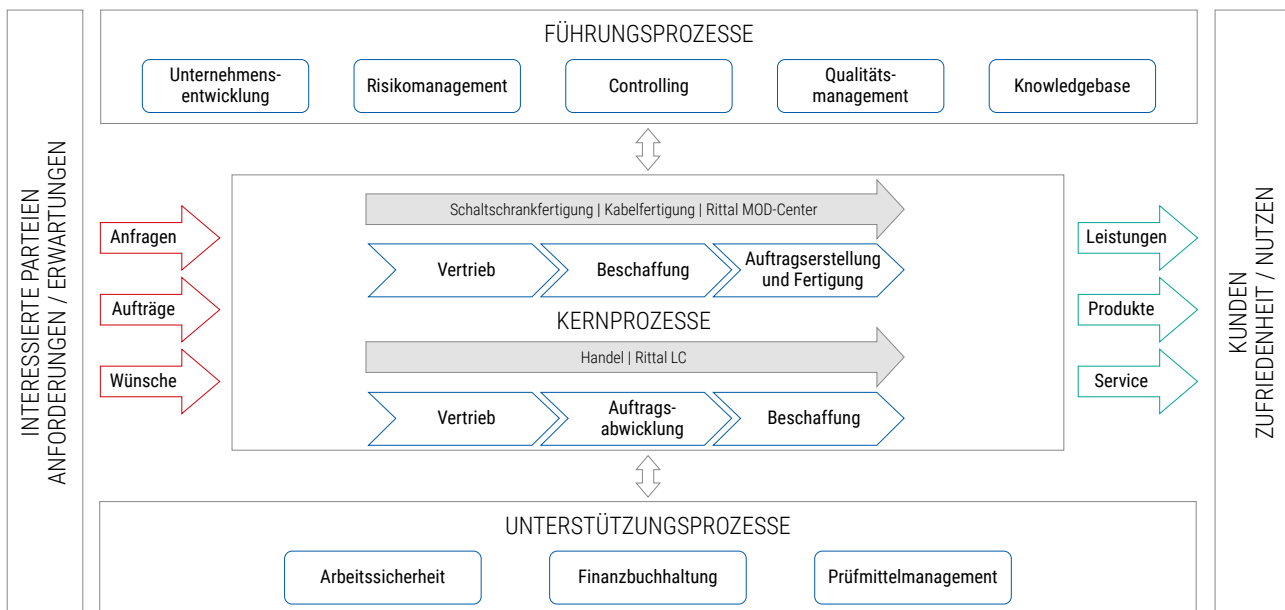 INTERESSIERTE PARTEIEN
ANFORDERUNGEN / ERWARTUNGEN
FÜHRUNGSPROZESSE
Unternehmens-
entwicklung
Risikomanagement
Controlling
Qualitäts-
management
Knowledgebase
Anfragen
Aufträge
Wünsche
Schaltschrankfertigung | Kabelfertigung | Rittal MOD-Center
Vertrieb
Beschaffung
Auftragserstellung
und Fertigung
KERNPROZESSE
Handel | Rittal LC
Vertrieb
Auftrags-
abwicklung
Beschaffung
Leistungen
Produkte
Service
UNTERSTÜTZUNGSPROZESSE
Arbeitssicherheit
Finanzbuchhaltung
Prüfmittelmanagement
KUNDEN
ZUFRIEDENHEIT / NUTZEN